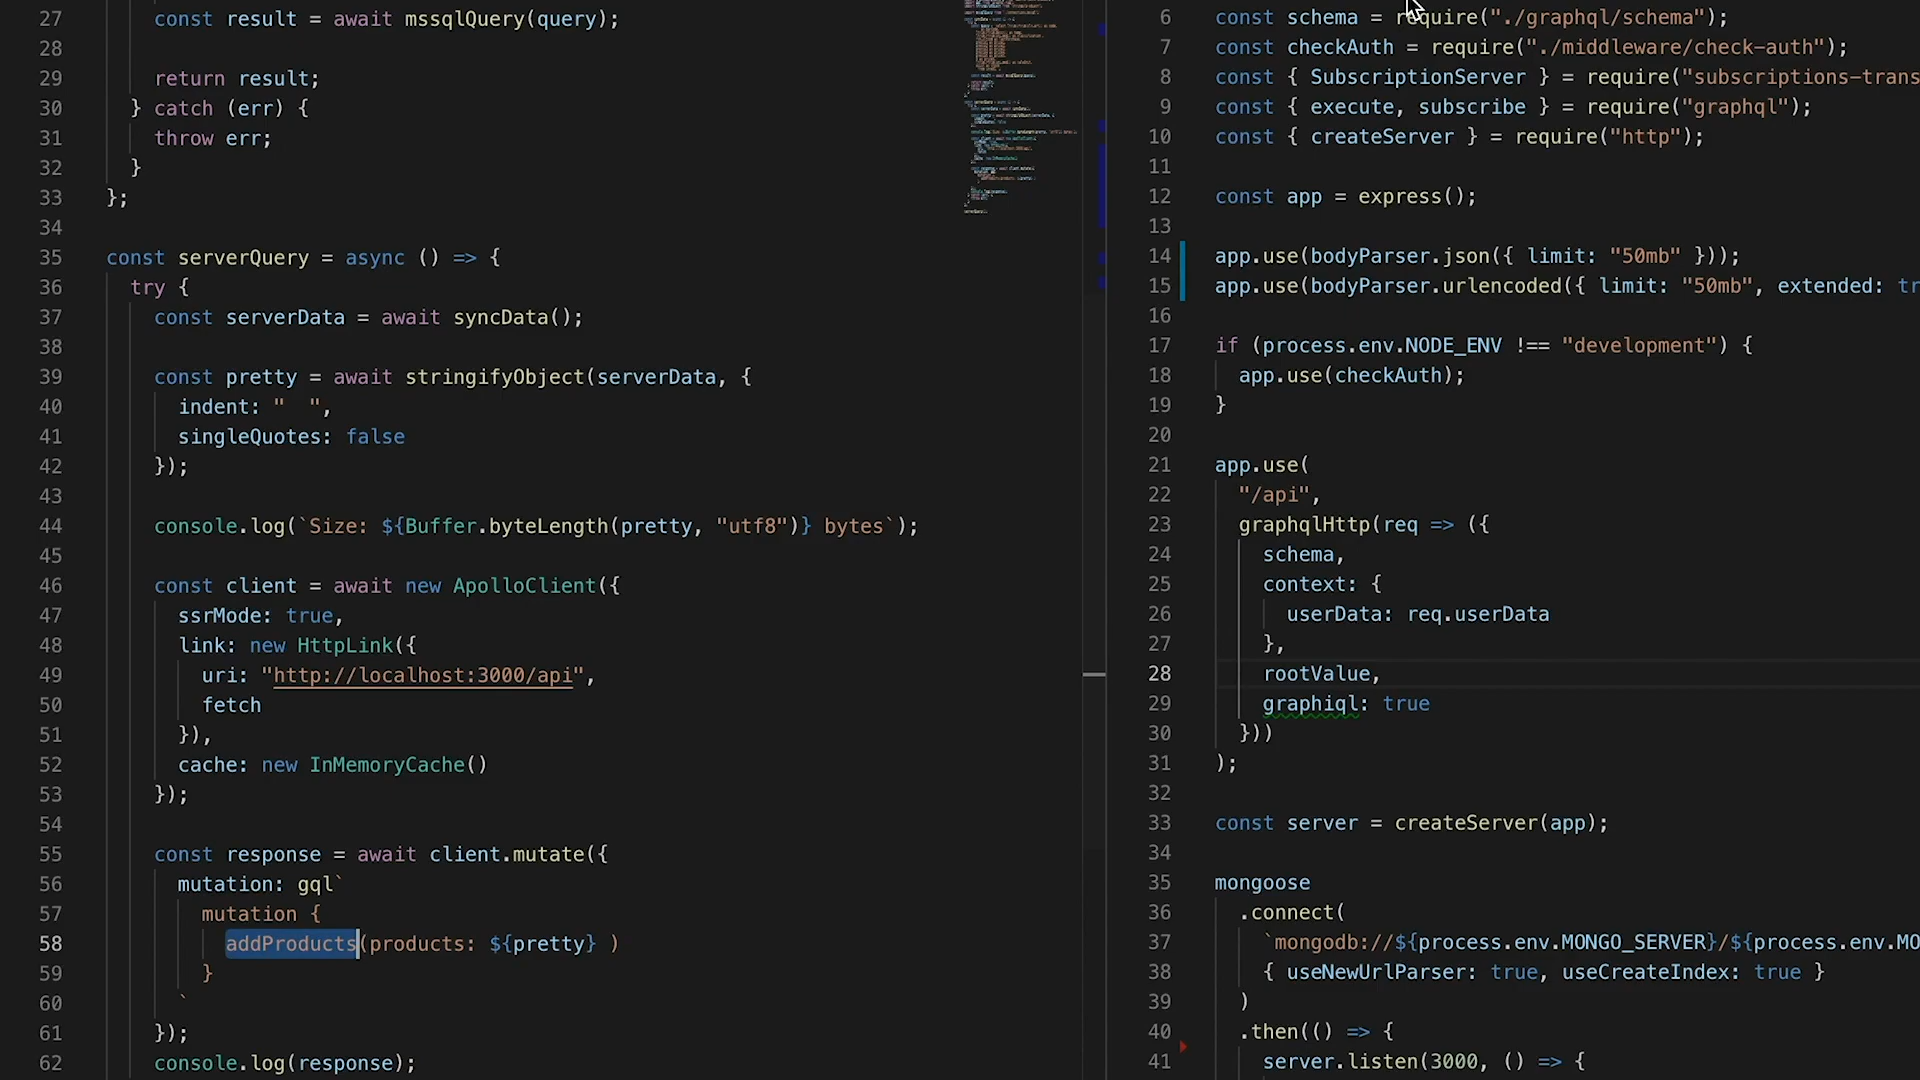 27 const result = await mssqlQuery(query);
28
29 return result;
30 } catch (err) {
31 throw err;
32 }
33 };
34
35 const serverQuery = async () => {
36 try {
37 const serverData = await syncData();
38
39 const pretty = await stringifyObject(serverData, {
40 indent: "  ",
41 singleQuotes: false
42 });
43
44 console.log(`Size: ${Buffer.byteLength(pretty, "utf8")} bytes`);
45
46 const client = await new ApolloClient({
47 ssrMode: true,
48 link: new HttpLink({
49 uri: "http://localhost:3000/api",
50 fetch
51 }),
52 cache: new InMemoryCache()
53 });
54
55 const response = await client.mutate({
56 mutation: gql`
57 mutation {
58 addProducts(products: ${pretty} )
59 }
60 `
61 });
62 console.log(response);
6 const schema = require("./graphql/schema");
7 const checkAuth = require("./middleware/check-auth");
8 const { SubscriptionServer } = require("subscriptions-trans
9 const { execute, subscribe } = require("graphql");
10 const { createServer } = require("http");
11
12 const app = express();
13
14 app.use(bodyParser.json({ limit: "50mb" }));
15 app.use(bodyParser.urlencoded({ limit: "50mb", extended: tr
16
17 if (process.env.NODE_ENV !== "development") {
18 app.use(checkAuth);
19 }
20
21 app.use(
22 "/api",
23 graphqlHttp(req => ({
24 schema,
25 context: {
26 userData: req.userData
27 },
28 rootValue,
29 graphiql: true
30 }))
31 );
32
33 const server = createServer(app);
34
35 mongoose
36 .connect(
37 `mongodb://${process.env.MONGO_SERVER}/${process.env.MO
38 { useNewUrlParser: true, useCreateIndex: true }
39 )
40 .then(() => {
41 server.listen(3000, () => {